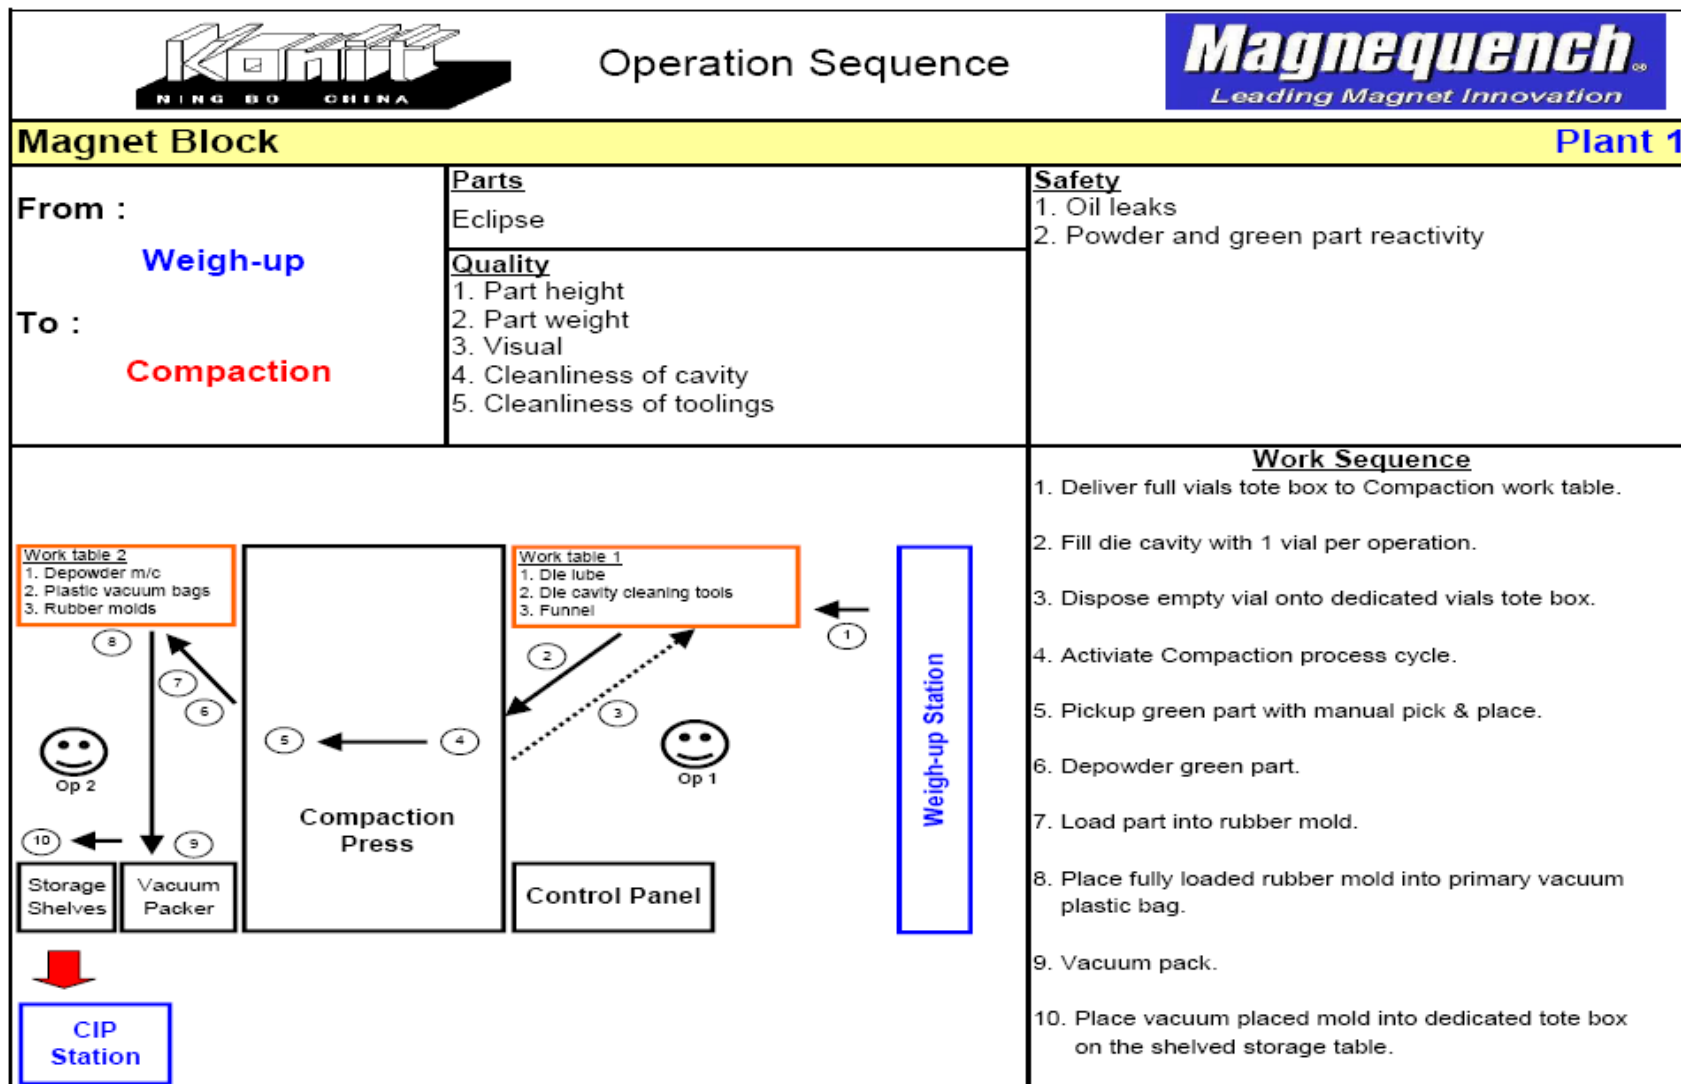 Konit
NING BO CHINA
Operation Sequence
Magnequench®
Leading Magnet Innovation
Magnet Block
Plant 1
From :
Weigh-up
To :
Compaction
Parts
Eclipse
Quality
1. Part height
2. Part weight
3. Visual
4. Cleanliness of cavity
5. Cleanliness of toolings
Safety
1. Oil leaks
2. Powder and green part reactivity
Work table 2
1. Depowder m/c
2. Plastic vacuum bags
3. Rubber molds
Work table 1
1. Die lube
2. Die cavity cleaning tools
3. Funnel
1
2
3
4
5
6
7
8
9
10
Op 2
Op 1
Compaction
Press
Storage
Shelves
Vacuum
Packer
Control Panel
Weigh-up Station
CIP
Station
Work Sequence
1. Deliver full vials tote box to Compaction work table.
2. Fill die cavity with 1 vial per operation.
3. Dispose empty vial onto dedicated vials tote box.
4. Activiate Compaction process cycle.
5. Pickup green part with manual pick & place.
6. Depowder green part.
7. Load part into rubber mold.
8. Place fully loaded rubber mold into primary vacuum
plastic bag.
9. Vacuum pack.
10. Place vacuum placed mold into dedicated tote box
on the shelved storage table.